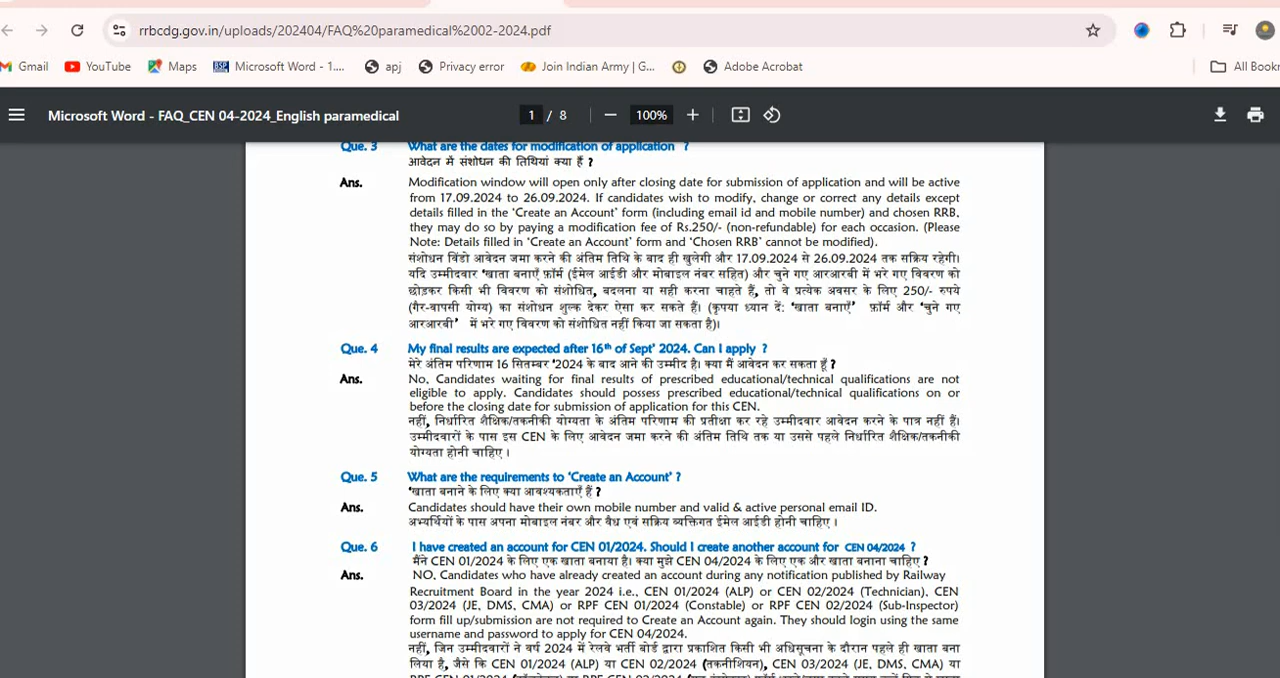 rrbcdg.gov.in/uploads/202404/FAQ%20paramedical%2002-2024.pdf
Gmail YouTube Maps BSF Microsoft Word - 1.... apj Privacy error Join Indian Army | G... Adobe Acrobat All Bookr
Microsoft Word - FAQ_CEN 04-2024_English paramedical 1 / 8 — 100% +
Que. 3 What are the dates for modification of application ?
आवेदन में संशोधन की तिथियां क्या हैं ?
Ans. Modification window will open only after closing date for submission of application and will be active
from 17.09.2024 to 26.09.2024. If candidates wish to modify, change or correct any details except
details filled in the ‘Create an Account’ form (including email id and mobile number) and chosen RRB,
they may do so by paying a modification fee of Rs.250/- (non-refundable) for each occasion. (Please
Note: Details filled in ‘Create an Account’ form and ‘Chosen RRB’ cannot be modified).
संशोधन विंडो आवेदन जमा करने की अंतिम तिथि के बाद ही खुलेगी और 17.09.2024 से 26.09.2024 तक सक्रिय रहेगी।
यदि उम्मीदवार ‘खाता बनाएँ’ फ़ॉर्म (ईमेल आईडी और मोबाइल नंबर सहित) और चुने गए आरआरबी में भरे गए विवरण को
छोड़कर किसी भी विवरण को संशोधित, बदलना या सही करना चाहते हैं, तो वे प्रत्येक अवसर के लिए 250/- रुपये
(गैर-वापसी योग्य) का संशोधन शुल्क देकर ऐसा कर सकते हैं। (कृपया ध्यान दें: ‘खाता बनाएँ’ फ़ॉर्म और ‘चुने गए
आरआरबी’ में भरे गए विवरण को संशोधित नहीं किया जा सकता है)।
Que. 4 My final results are expected after 16th of Sept’ 2024. Can I apply ?
मेरे अंतिम परिणाम 16 सितम्बर ‘2024 के बाद आने की उम्मीद है। क्या मैं आवेदन कर सकता हूँ ?
Ans. No, Candidates waiting for final results of prescribed educational/technical qualifications are not
eligible to apply. Candidates should possess prescribed educational/technical qualifications on or
before the closing date for submission of application for this CEN.
नहीं, निर्धारित शैक्षिक/तकनीकी योग्यता के अंतिम परिणाम की प्रतीक्षा कर रहे उम्मीदवार आवेदन करने के पात्र नहीं हैं।
उम्मीदवारों के पास इस CEN के लिए आवेदन जमा करने की अंतिम तिथि तक या उससे पहले निर्धारित शैक्षिक/तकनीकी
योग्यता होनी चाहिए ।
Que. 5 What are the requirements to ‘Create an Account’ ?
‘खाता बनाने के लिए क्या आवश्यकताएँ हैं ?
Ans. Candidates should have their own mobile number and valid & active personal email ID.
अभ्यर्थियों के पास अपना मोबाइल नंबर और वैध एवं सक्रिय व्यक्तिगत ईमेल आईडी होनी चाहिए ।
Que. 6 I have created an account for CEN 01/2024. Should I create another account for CEN 04/2024 ?
मैंने CEN 01/2024 के लिए एक खाता बनाया है। क्या मुझे CEN 04/2024 के लिए एक और खाता बनाना चाहिए ?
Ans. NO, Candidates who have already created an account during any notification published by Railway
Recruitment Board in the year 2024 i.e., CEN 01/2024 (ALP) or CEN 02/2024 (Technician), CEN
03/2024 (JE, DMS, CMA) or RPF CEN 01/2024 (Constable) or RPF CEN 02/2024 (Sub-Inspector)
form fill up/submission are not required to Create an Account again. They should login using the same
username and password to apply for CEN 04/2024.
नहीं, जिन उम्मीदवारों ने वर्ष 2024 में रेलवे भर्ती बोर्ड द्वारा प्रकाशित किसी भी अधिसूचना के दौरान पहले ही खाता बना
लिया है, जैसे कि CEN 01/2024 (ALP) या CEN 02/2024 (तकनीशियन), CEN 03/2024 (JE, DMS, CMA) या